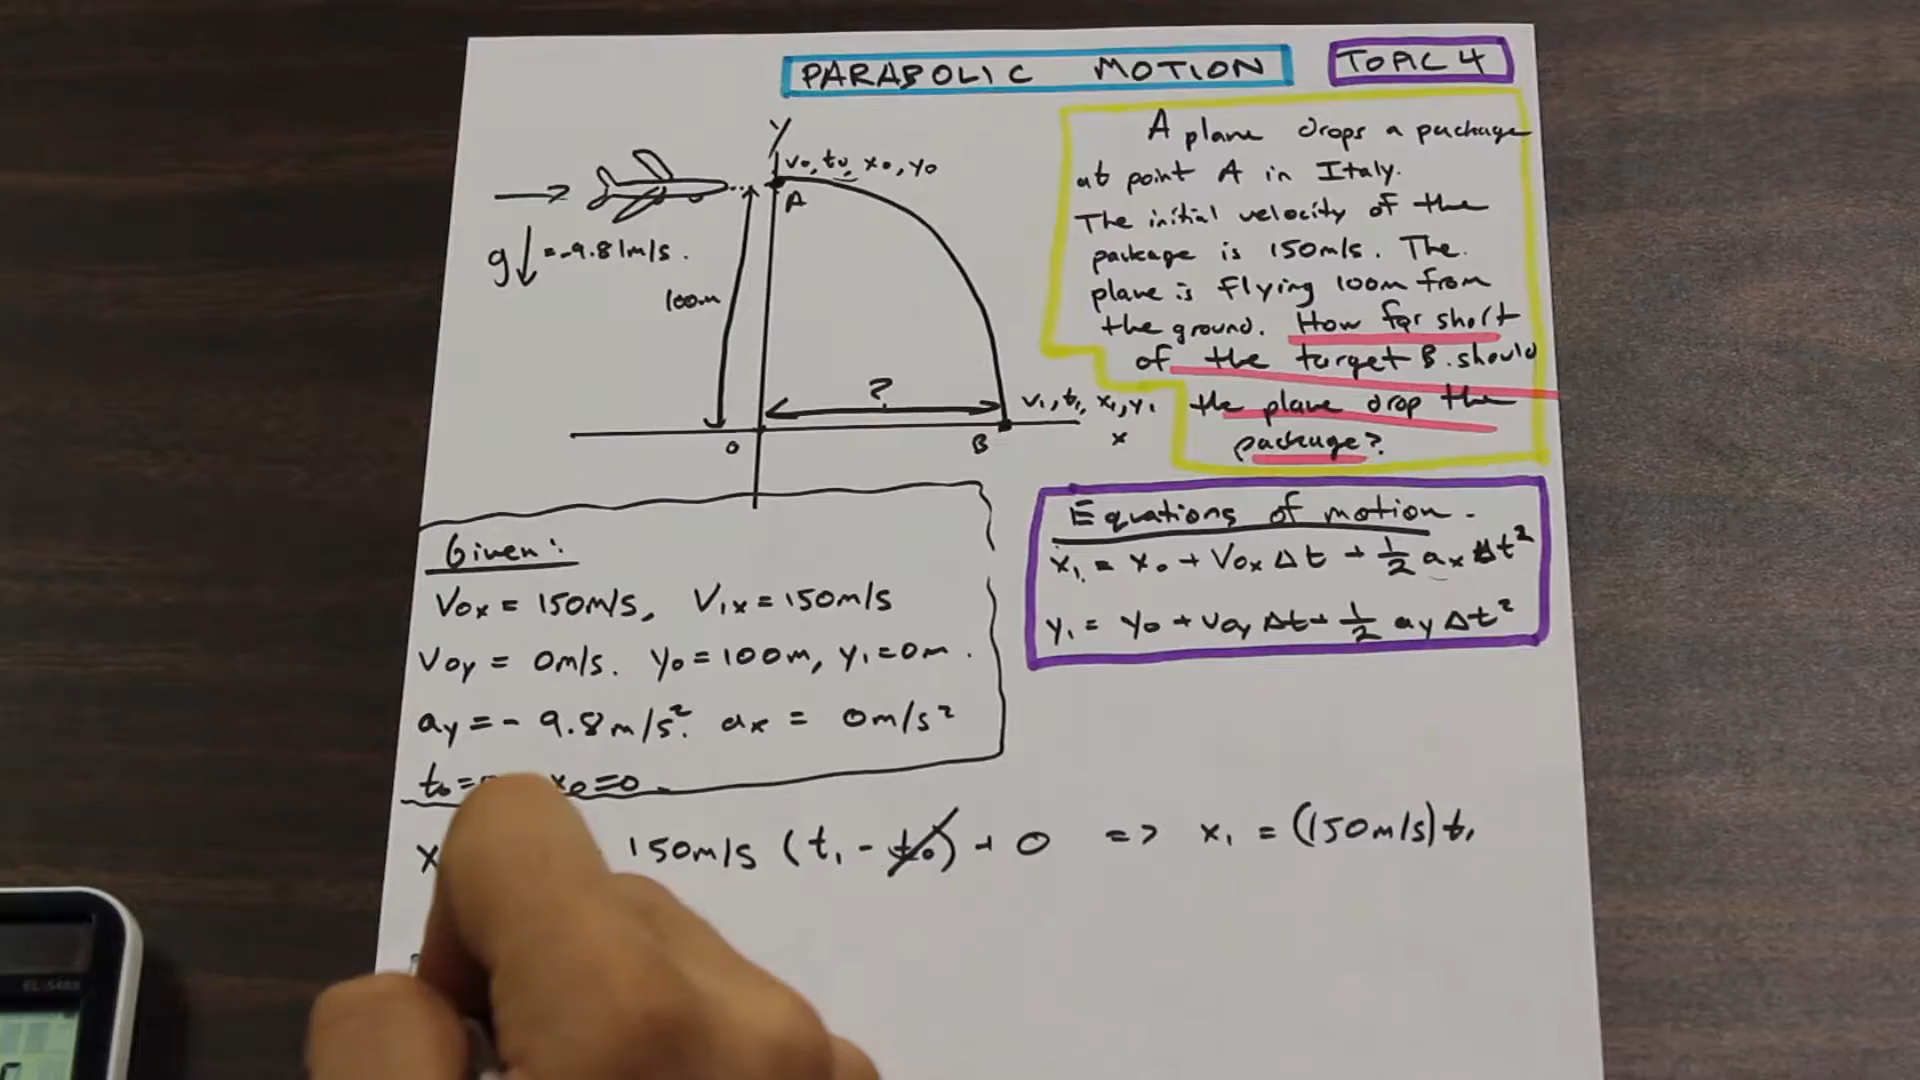 PARABOLIC MOTION
TOPIC 4
Y
v0, t0, x0, y0
A
g↓ = -9.81m/s.
100m
?
v1, t1, x1, y1
x
0
B
A plane drops a package
at point A in Italy.
The initial velocity of the
package is 150m/s. The
plane is flying 100m from
the ground. How far short
of the target B. should
the plane drop the
package?
Equations of motion.
x1 = x0 + V0x Δt + 1/2 ax Δt²
y1 = y0 + v0y Δt + 1/2 ay Δt²
Given:
V0x = 150m/s, V1x = 150m/s
V0y = 0m/s. y0 = 100m, y1 = 0m.
ay = - 9.8m/s². ax = 0m/s²
t0 = x0 = 0
x 150m/s (t1 - t0) + 0 => x1 = (150m/s)t1